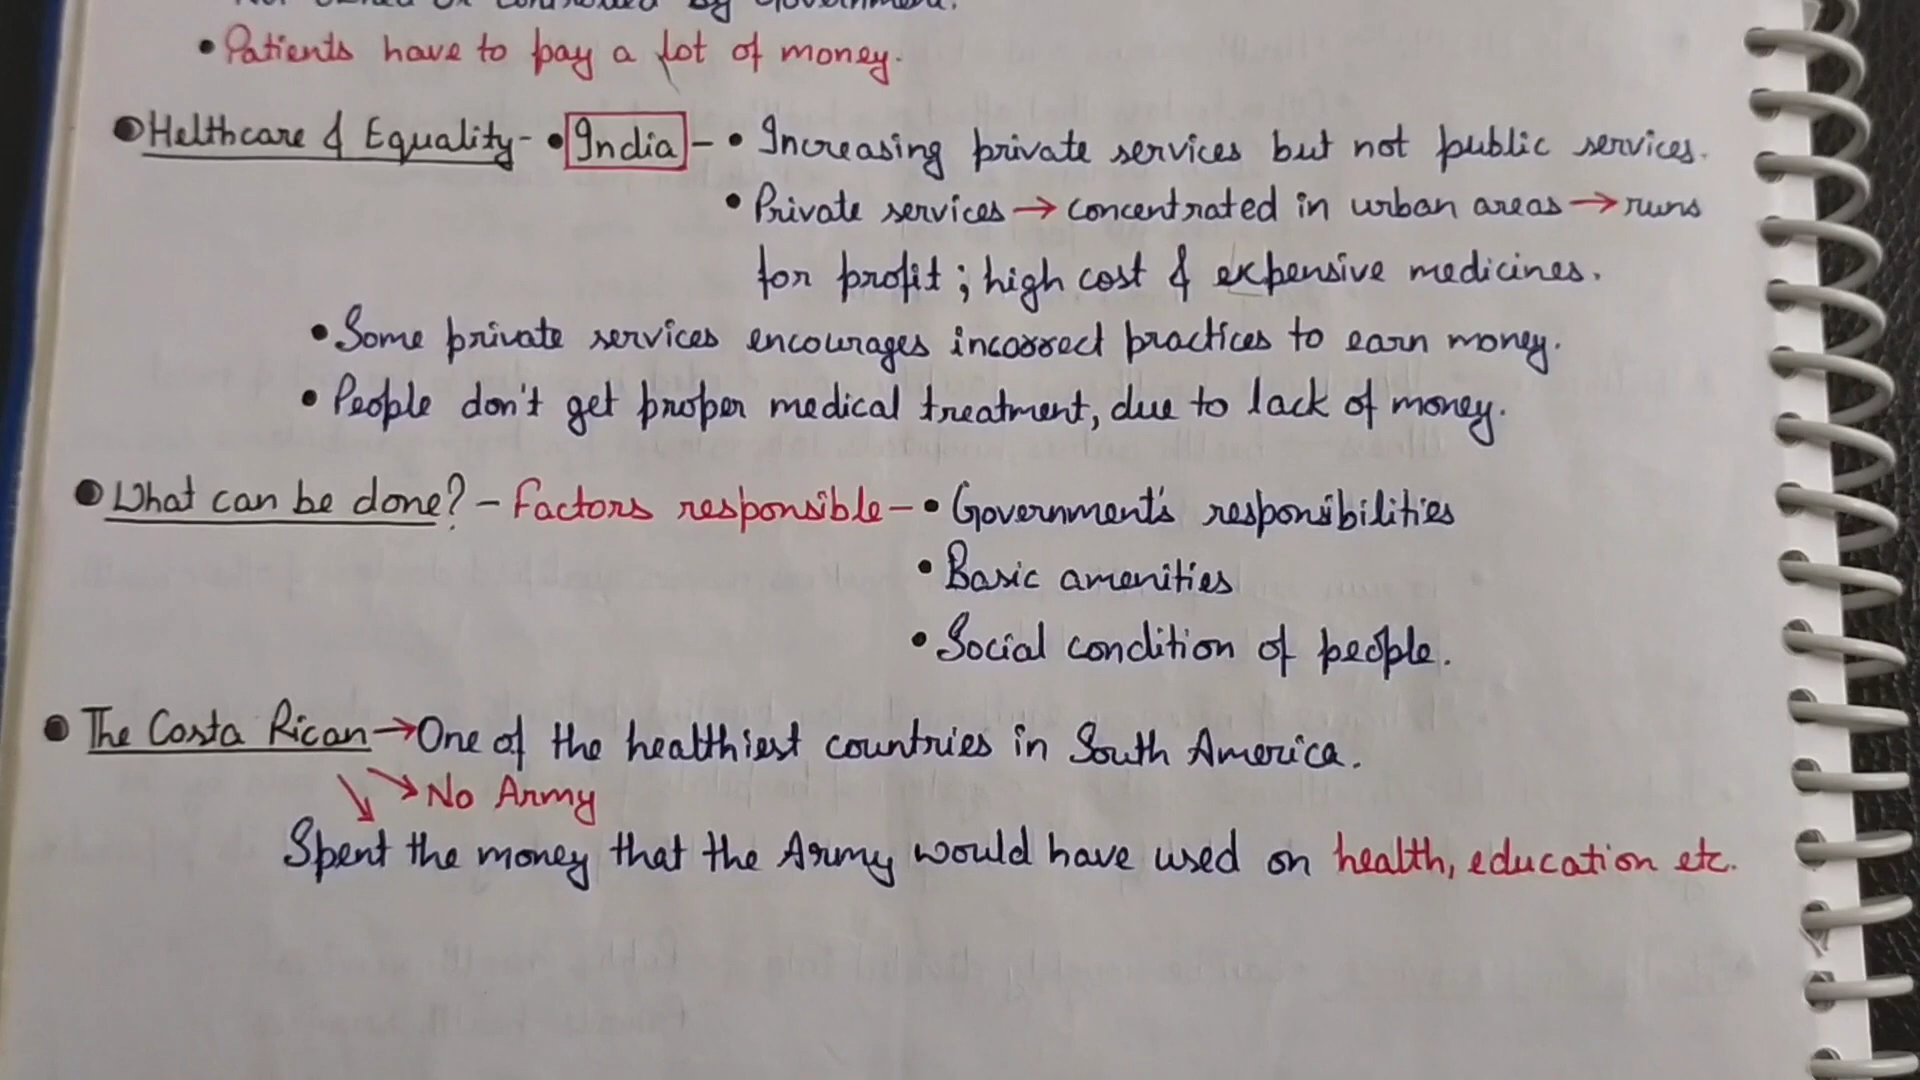 by Government.
• Patients have to pay a lot of money.
● Helthcare & Equality - • India - • Increasing private services but not public services.
• Private services → concentrated in urban areas → runs
for profit ; high cost & expensive medicines.
• Some private services encourages incorrect practices to earn money.
• People don't get proper medical treatment, due to lack of money.
● What can be done? - Factors responsible - • Government's responsibilities
• Basic amenities
• Social condition of people.
● The Costa Rican → One of the healthiest countries in South America.
→ No Army
Spent the money that the Army would have used on health, education etc.